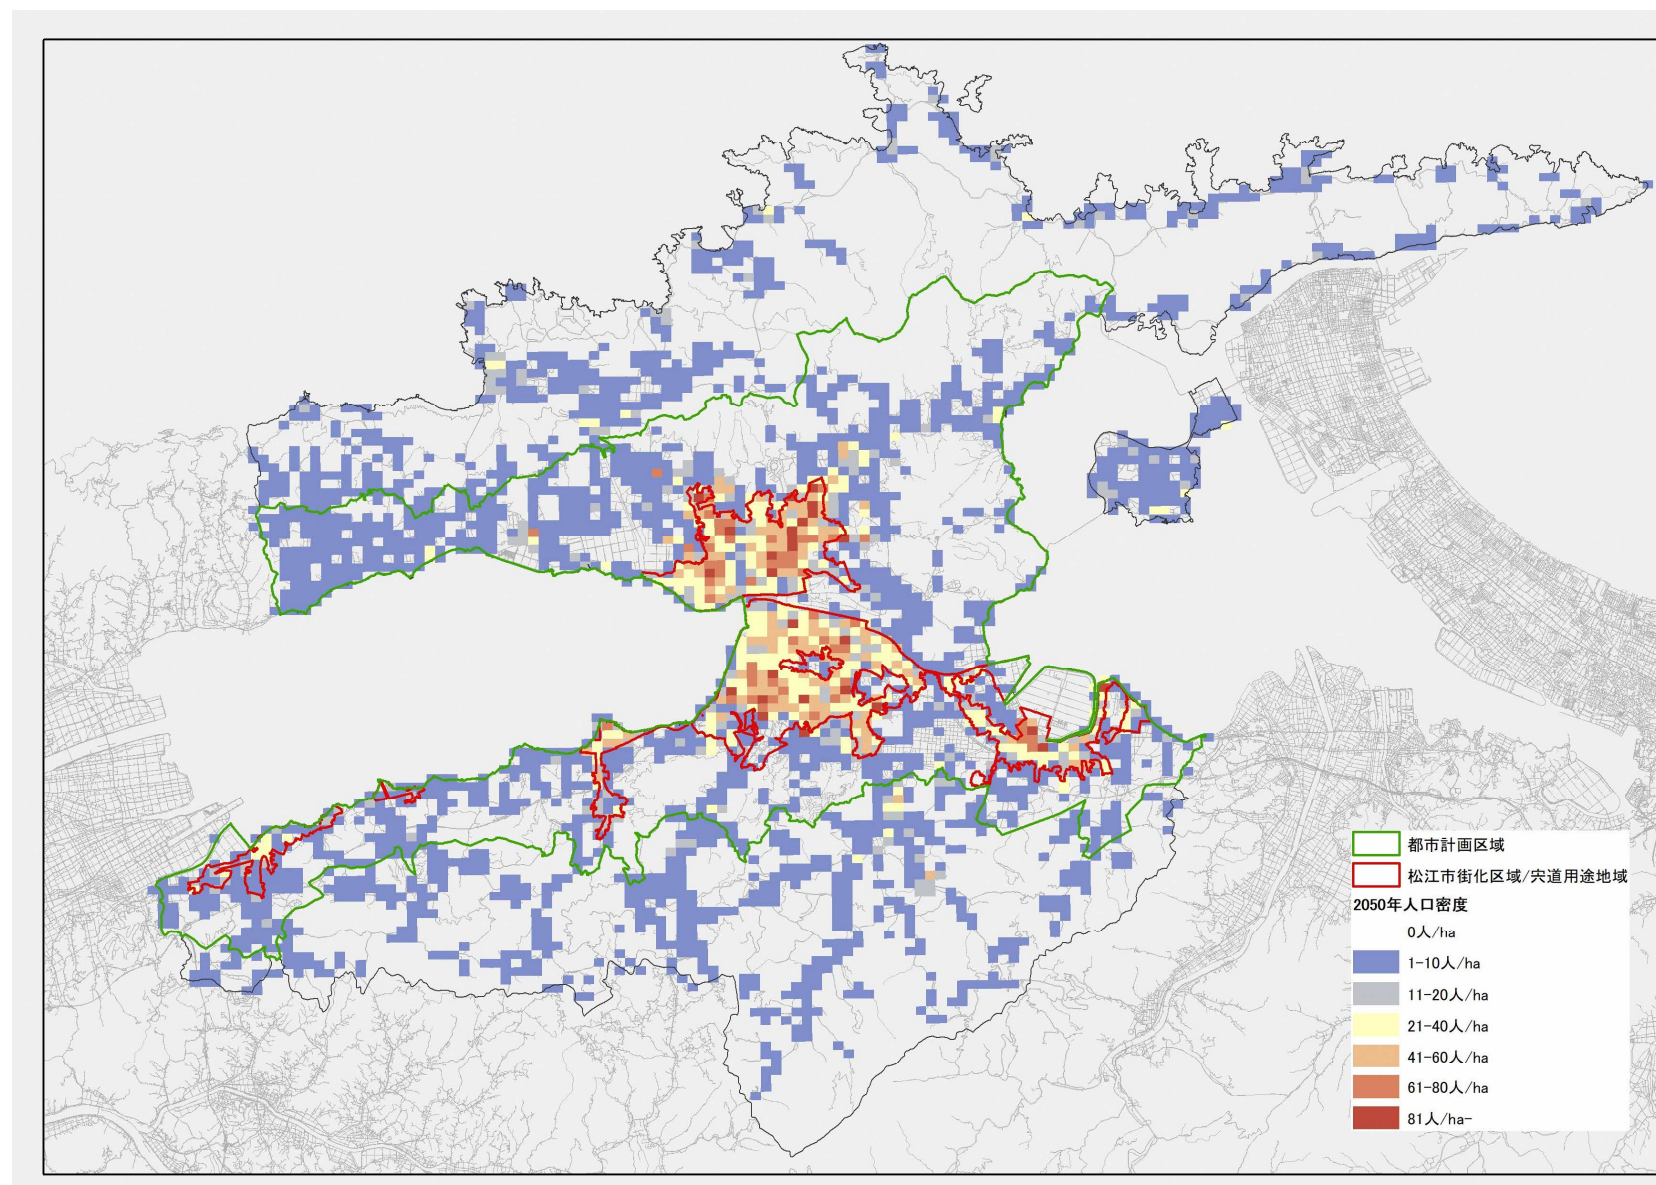 都市計画区域
松江市街化区域/宍道用途地域
2050年人口密度
0人/ha
1-10人/ha
11-20人/ha
21-40人/ha
41-60人/ha
61-80人/ha
81人/ha-